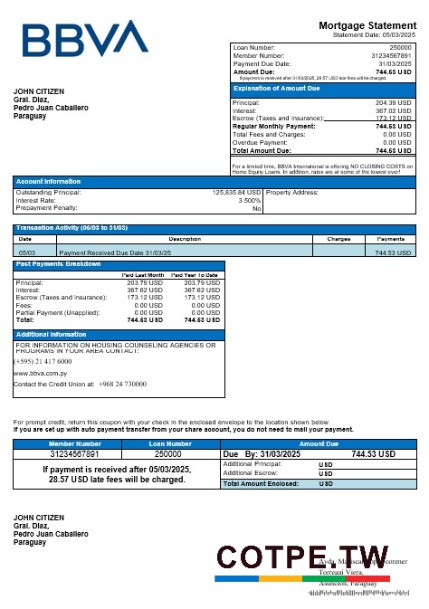 BBVA
Mortgage Statement
Statement Date: 05/03/2025
Loan Number: 250000
Member Number: 31234567891
Payment Due Date: 31/03/2025
Amount Due: 744.53 USD
If payment is received after 31/03/2025, 28.57 USD late fees will be charged.
JOHN CITIZEN
Gral. Diaz,
Pedro Juan Caballero
Paraguay
Explanation of Amount Due
Principal: 204.39 USD
Interest: 367.02 USD
Escrow (Taxes and Insurance): 173.12 USD
Regular Monthly Payment: 744.53 USD
Total Fees and Charges: 0.00 USD
Overdue Payment: 0.00 USD
Total Amount Due: 744.53 USD
For a limited time, BBVA International is offering NO CLOSING COSTS on
Home Equity Loans. In addition, rates are at some of the lowest ever!
Account Information
Outstanding Principal: 125,835.84 USD
Interest Rate: 3.500%
Prepayment Penalty: No
Property Address:
Transaction Activity (05/03 to 31/03)
Date Description Charges Payments
05/03 Payment Received Due Date 31/03/25 744.53 USD
Past Payments Breakdown
Paid Last Month Paid Year To Date
Principal: 203.79 USD 203.79 USD
Interest: 367.62 USD 367.62 USD
Escrow (Taxes and Insurance): 173.12 USD 173.12 USD
Fees: 0.00 USD 0.00 USD
Partial Payment (Unapplied): 0.00 USD 0.00 USD
Total: 744.53 USD 744.53 USD
Additional Information
FOR INFORMATION ON HOUSING COUNSELING AGENCIES OR
PROGRAMS IN YOUR AREA CONTACT:
(+595) 21 417 6000
www.bbva.com.py
Contact the Credit Union at: +968 24 730000
For prompt credit, return this coupon with your check in the enclosed envelope to the location shown below.
If you are set up with auto payment transfer from your share account, you do not need to mail your payment.
Member Number Loan Number Amount Due
31234567891 250000 Due By: 31/03/2025 744.53 USD
If payment is received after 05/03/2025,
28.57 USD late fees will be charged.
Additional Principal: USD
Additional Escrow: USD
Total Amount Enclosed: USD
JOHN CITIZEN
Gral. Diaz,
Pedro Juan Caballero
Paraguay
COTPE.TW
Torreani Viera,
Asuncion, Paraguay